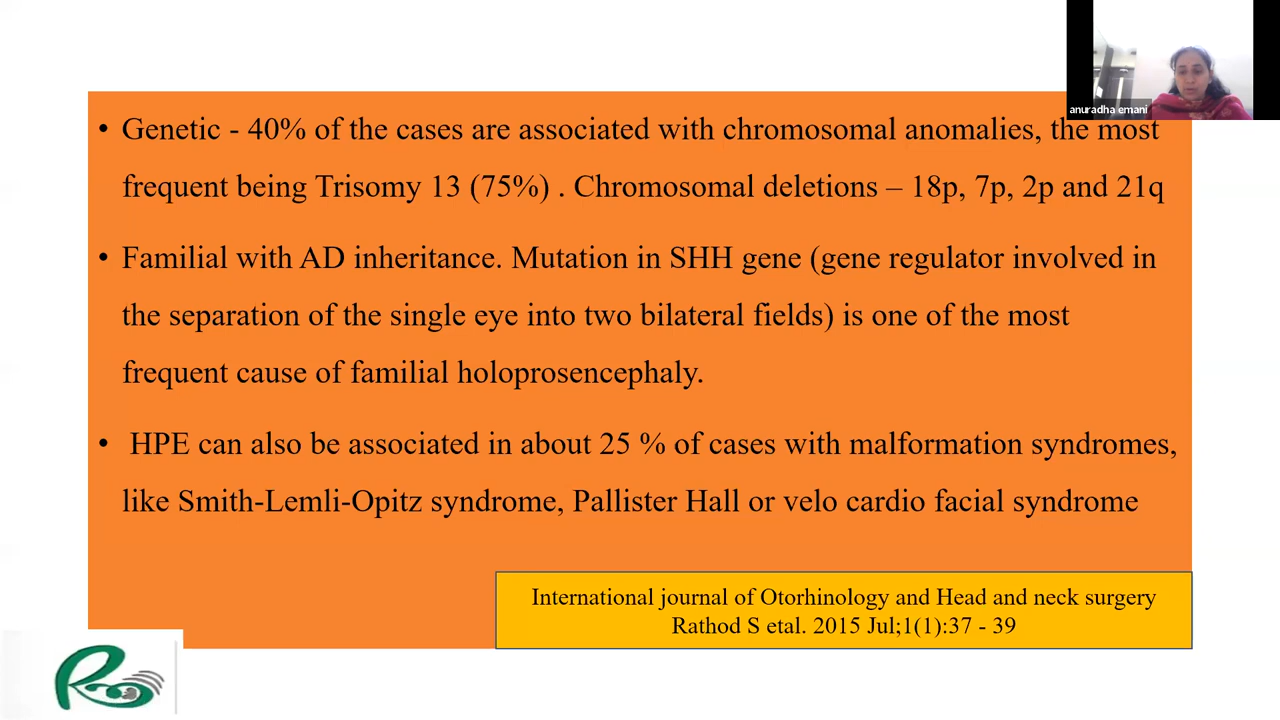 anuradha emani
• Genetic - 40% of the cases are associated with chromosomal anomalies, the most
frequent being Trisomy 13 (75%) . Chromosomal deletions – 18p, 7p, 2p and 21q
• Familial with AD inheritance. Mutation in SHH gene (gene regulator involved in
the separation of the single eye into two bilateral fields) is one of the most
frequent cause of familial holoprosencephaly.
• HPE can also be associated in about 25 % of cases with malformation syndromes,
like Smith-Lemli-Opitz syndrome, Pallister Hall or velo cardio facial syndrome
International journal of Otorhinology and Head and neck surgery
Rathod S etal. 2015 Jul;1(1):37 - 39